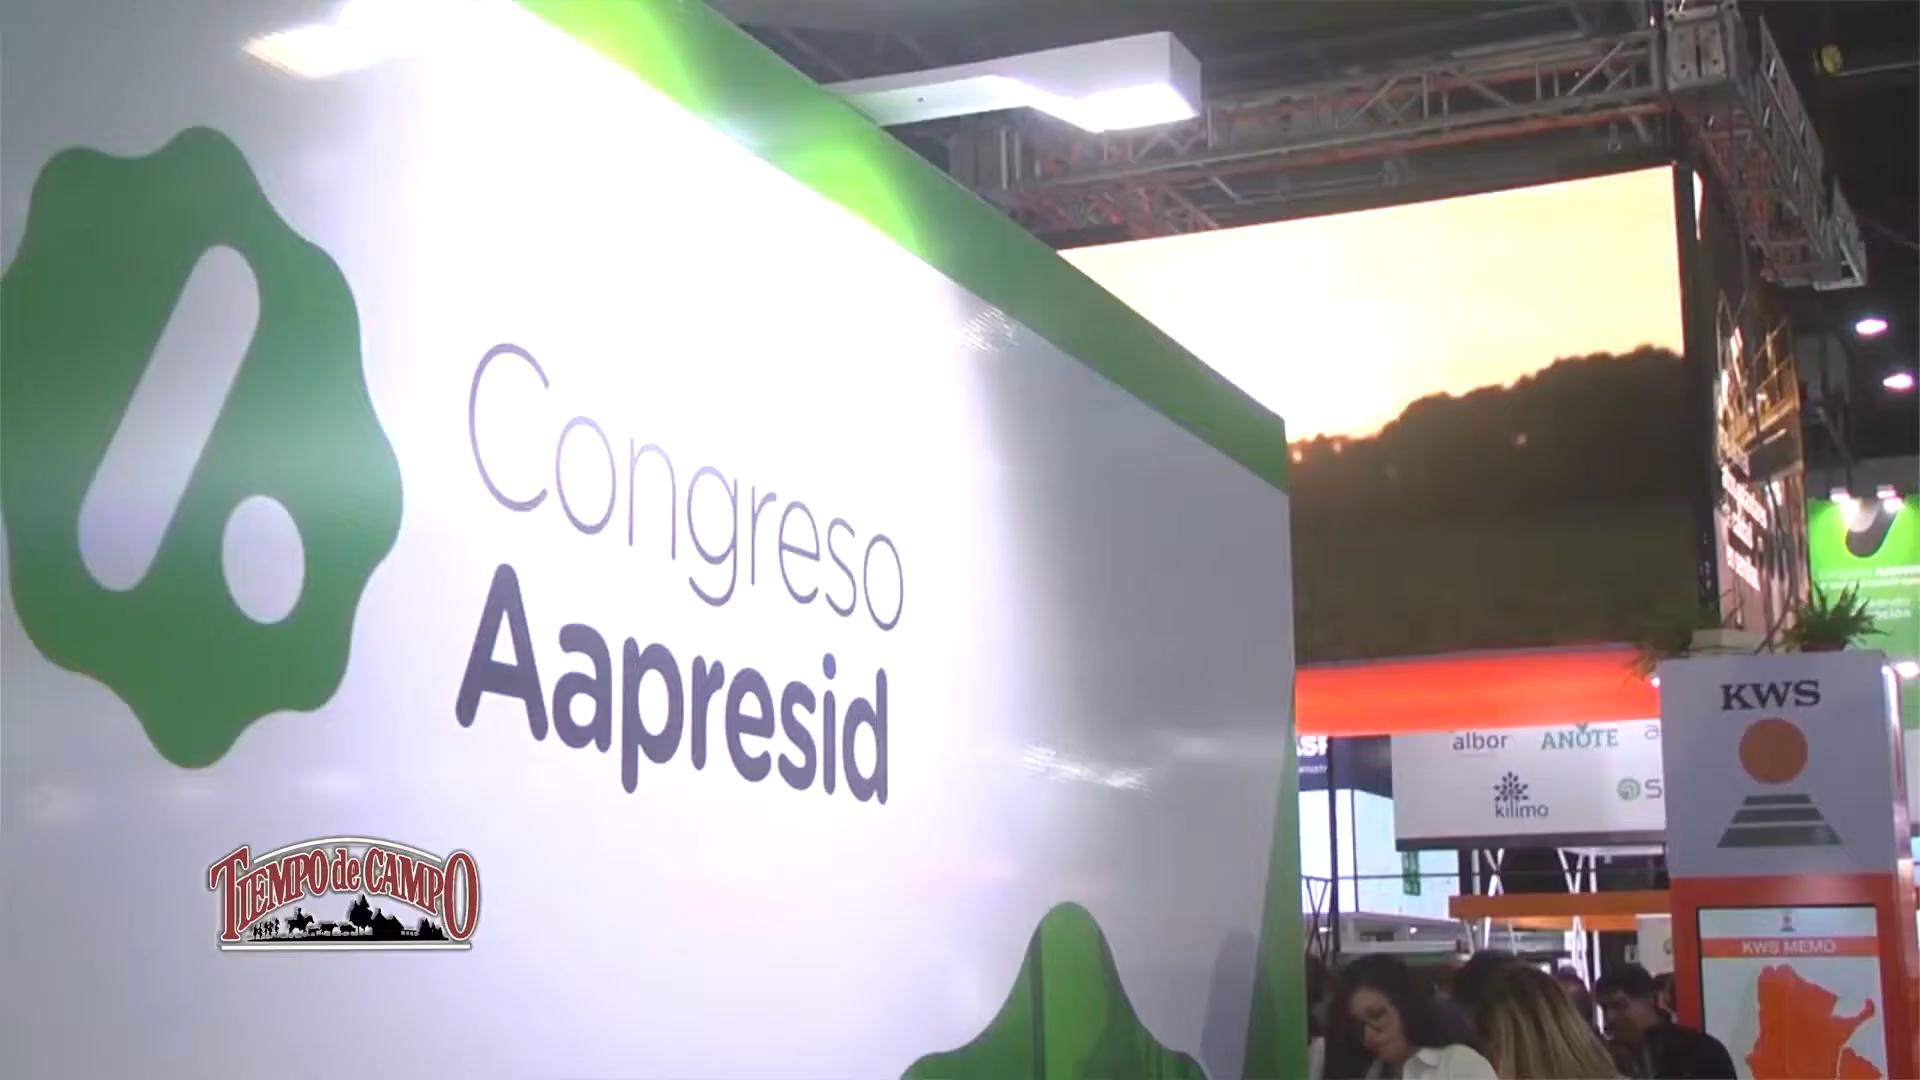 Congreso
Aapresid
TIEMPO de CAMPO
KWS
albor
ANOTE
kilimo
KWS MEMO